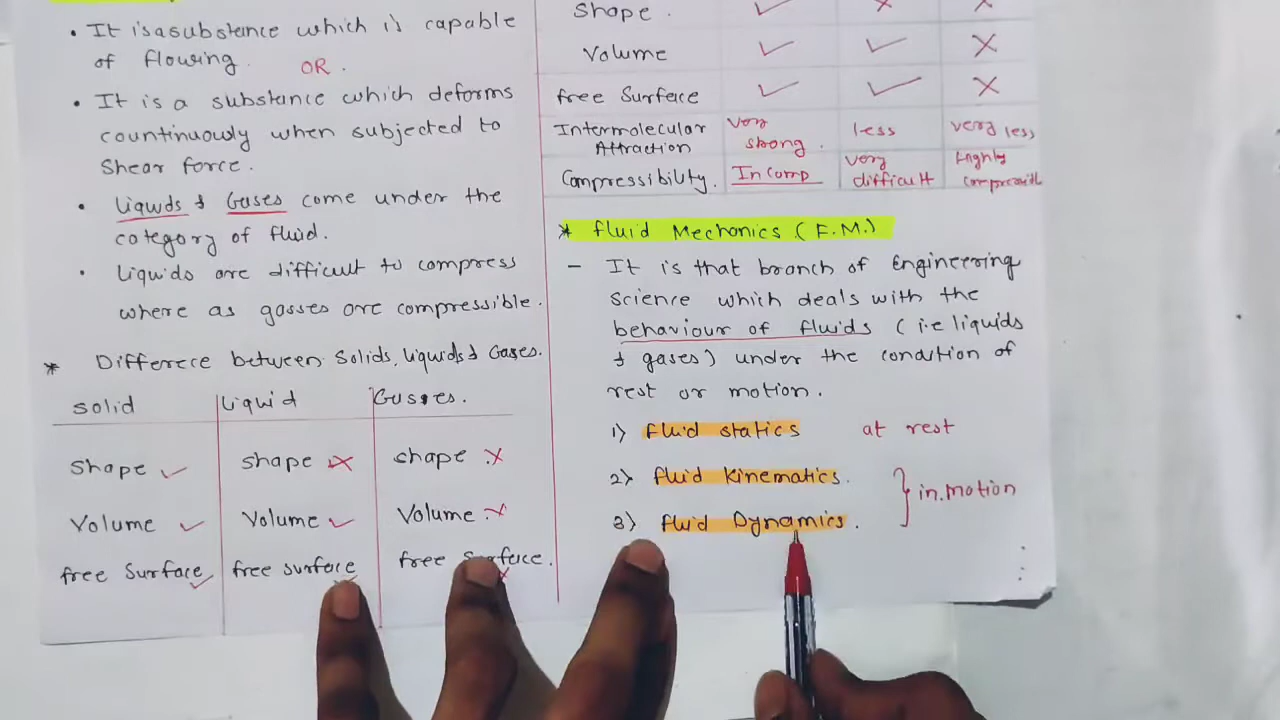 • It is a substance which is capable
of flowing.
OR.
• It is a substance which deforms
countinuously when subjected to
Shear force.
• liquids & Gases come under the
category of fluid.
• liquids are difficult to compress
where as gasses are compressible.
* Differece between Solids, liquids & Gases.
Solid liquid Gasses.
Shape ✓ shape × shape ×
Volume ✓ Volume ✓ Volume ×
free Surface ✓ free surface ✓ free Surface. ×
Shape. ✓ × ×
Volume ✓ ✓ ×
free Surface ✓ ✓ ×
Intermolecular Attraction very strong. less very less
Compressibility. Incomp very difficult Highly
* fluid Mechanics (F.M.)
– It is that branch of Engineering
science which deals with the
behaviour of fluids (i.e liquids
& gases) under the condition of
rest or motion.
1) fluid statics at rest
2) fluid Kinematics.
3) fluid Dynamics.
} in.motion